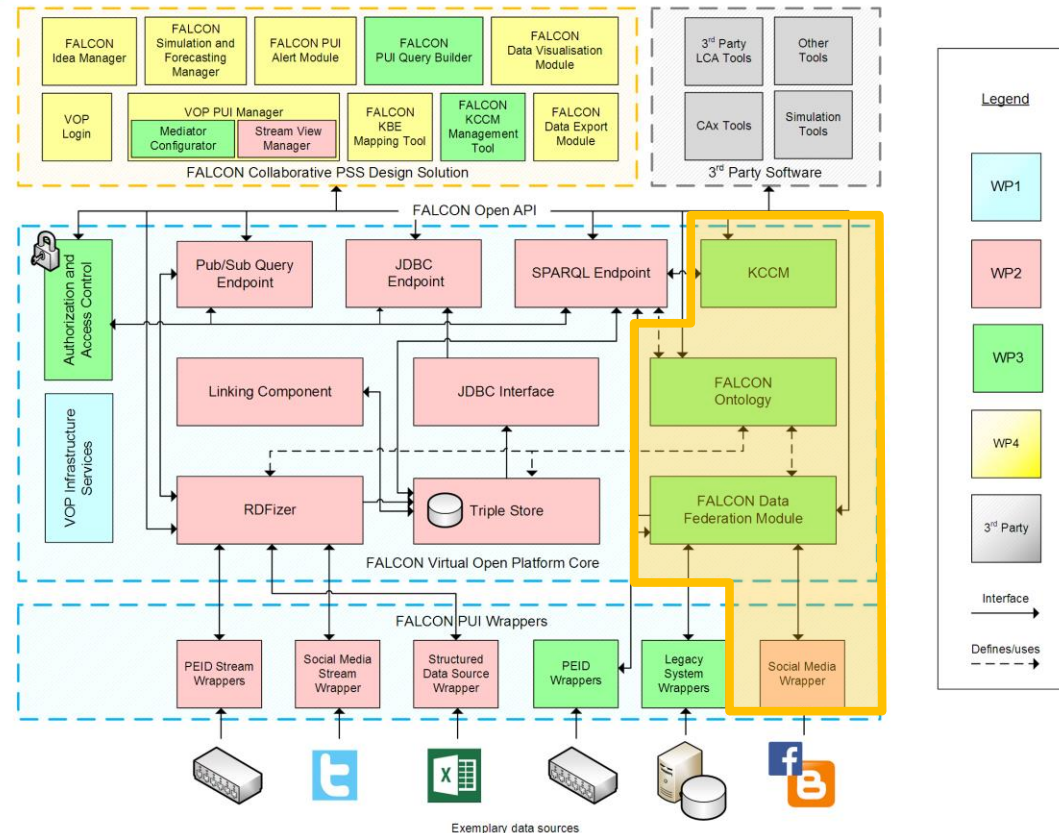 FALCON
Idea Manager
FALCON
Simulation and
Forecasting
Manager
FALCON PUI
Alert Module
FALCON
PUI Query Builder
FALCON
Data Visualisation
Module
VOP
Login
VOP PUI Manager
Mediator
Configurator
Stream View
Manager
FALCON
KBE
Mapping Tool
FALCON
KCCM
Management
Tool
FALCON
Data Export
Module
FALCON Collaborative PSS Design Solution
3rd Party
LCA Tools
Other
Tools
CAx Tools
Simulation
Tools
3rd Party Software
FALCON Open API
Authorization and
Access Control
Pub/Sub Query
Endpoint
JDBC
Endpoint
SPARQL Endpoint
KCCM
Linking Component
JDBC Interface
FALCON
Ontology
VOP Infrastructure
Services
RDFizer
Triple Store
FALCON Data
Federation Module
FALCON Virtual Open Platform Core
FALCON PUI Wrappers
PEID Stream
Wrappers
Social Media
Stream
Wrapper
Structured
Data Source
Wrapper
PEID
Wrappers
Legacy
System
Wrappers
Social Media
Wrapper
Exemplary data sources
Legend
WP1
WP2
WP3
WP4
3rd Party
Interface
Defines/uses